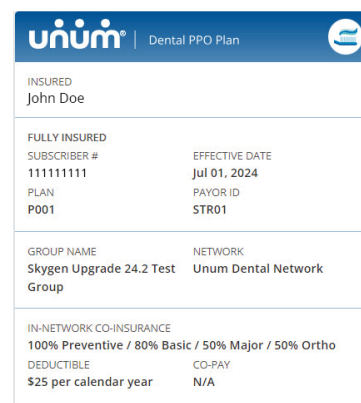 unum® | Dental PPO Plan
INSURED
John Doe
FULLY INSURED
SUBSCRIBER # EFFECTIVE DATE
111111111 Jul 01, 2024
PLAN PAYOR ID
P001 STR01
GROUP NAME NETWORK
Skygen Upgrade 24.2 Test Unum Dental Network
Group
IN-NETWORK CO-INSURANCE
100% Preventive / 80% Basic / 50% Major / 50% Ortho
DEDUCTIBLE CO-PAY
$25 per calendar year N/A